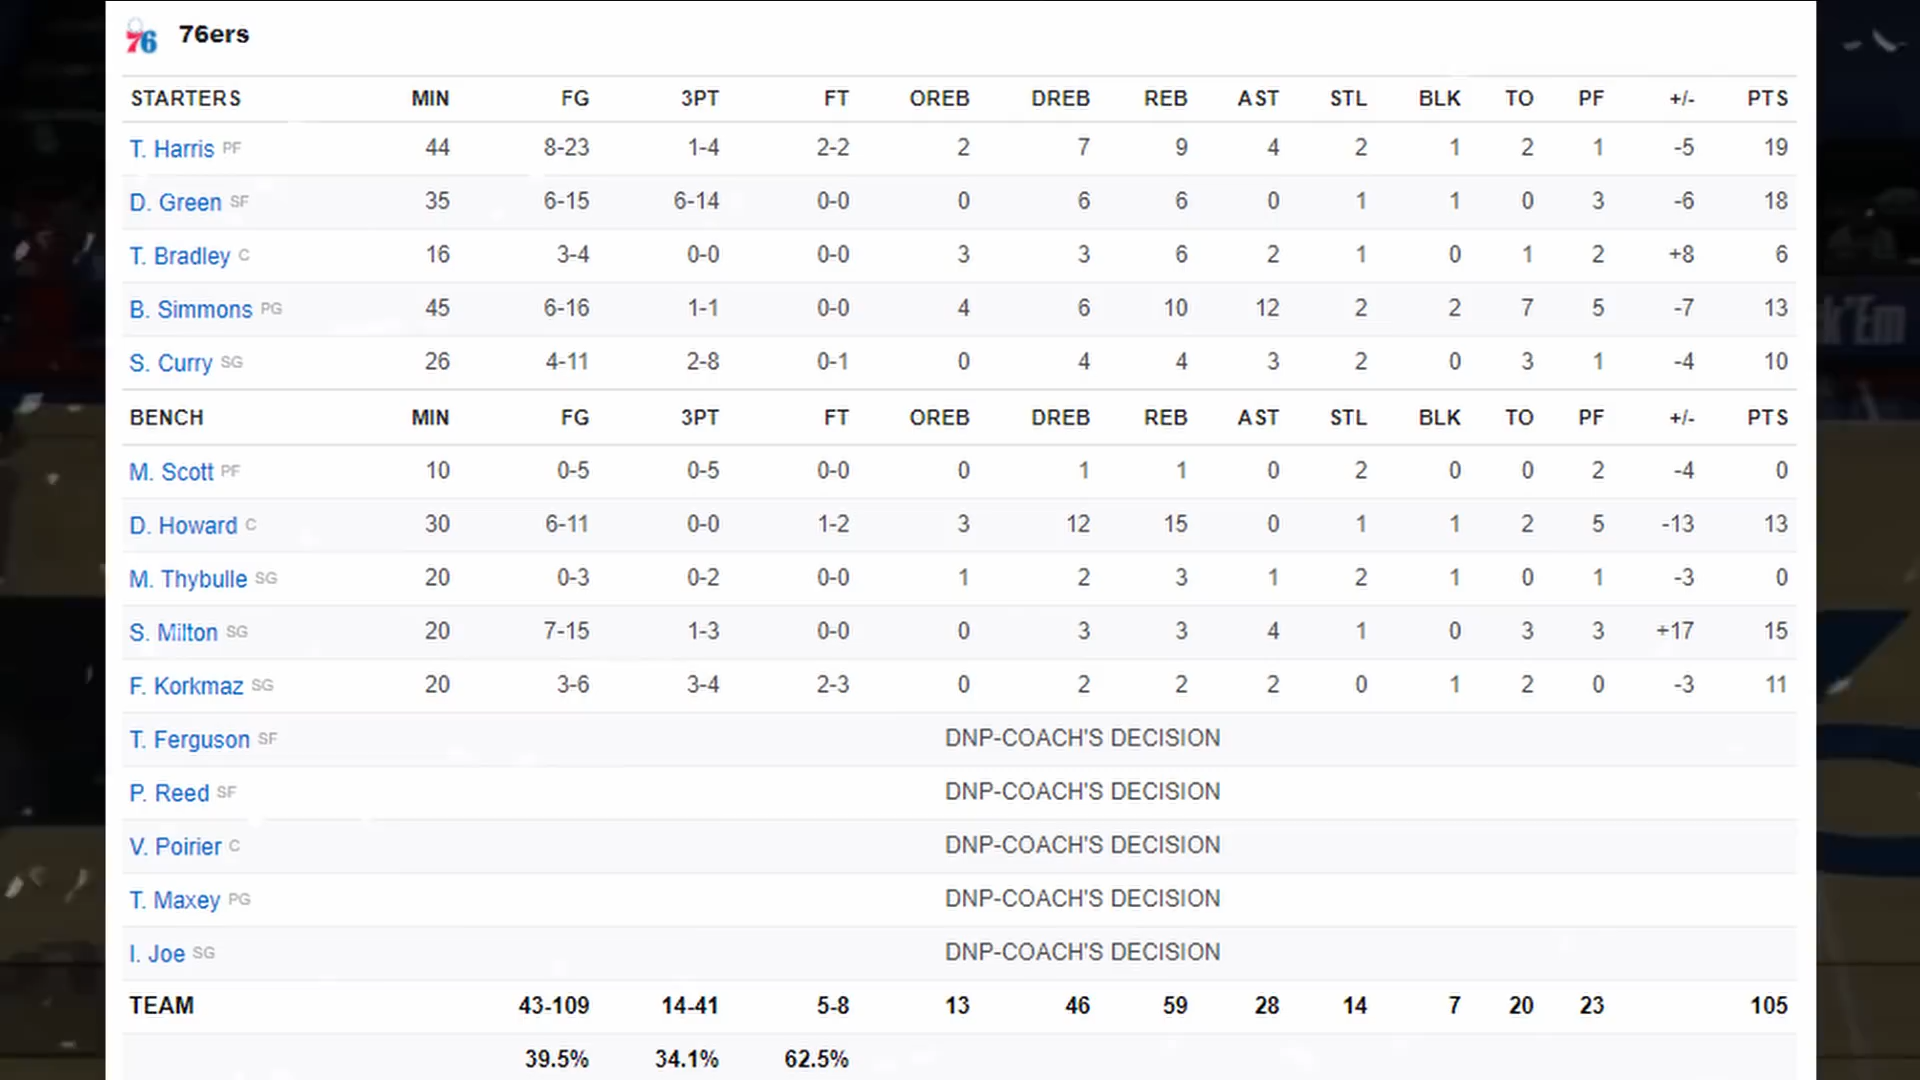 76 76ers
STARTERS MIN FG 3PT FT OREB DREB REB AST STL BLK TO PF +/- PTS
T. Harris PF 44 8-23 1-4 2-2 2 7 9 4 2 1 2 1 -5 19
D. Green SF 35 6-15 6-14 0-0 0 6 6 0 1 1 0 3 -6 18
T. Bradley C 16 3-4 0-0 0-0 3 3 6 2 1 0 1 2 +8 6
B. Simmons PG 45 6-16 1-1 0-0 4 6 10 12 2 2 7 5 -7 13
S. Curry SG 26 4-11 2-8 0-1 0 4 4 3 2 0 3 1 -4 10
BENCH MIN FG 3PT FT OREB DREB REB AST STL BLK TO PF +/- PTS
M. Scott PF 10 0-5 0-5 0-0 0 1 1 0 2 0 0 2 -4 0
D. Howard C 30 6-11 0-0 1-2 3 12 15 0 1 1 2 5 -13 13
M. Thybulle SG 20 0-3 0-2 0-0 1 2 3 1 2 1 0 1 -3 0
S. Milton SG 20 7-15 1-3 0-0 0 3 3 4 1 0 3 3 +17 15
F. Korkmaz SG 20 3-6 3-4 2-3 0 2 2 2 0 1 2 0 -3 11
T. Ferguson SF DNP-COACH'S DECISION
P. Reed SF DNP-COACH'S DECISION
V. Poirier C DNP-COACH'S DECISION
T. Maxey PG DNP-COACH'S DECISION
I. Joe SG DNP-COACH'S DECISION
TEAM 43-109 14-41 5-8 13 46 59 28 14 7 20 23 105
39.5% 34.1% 62.5%